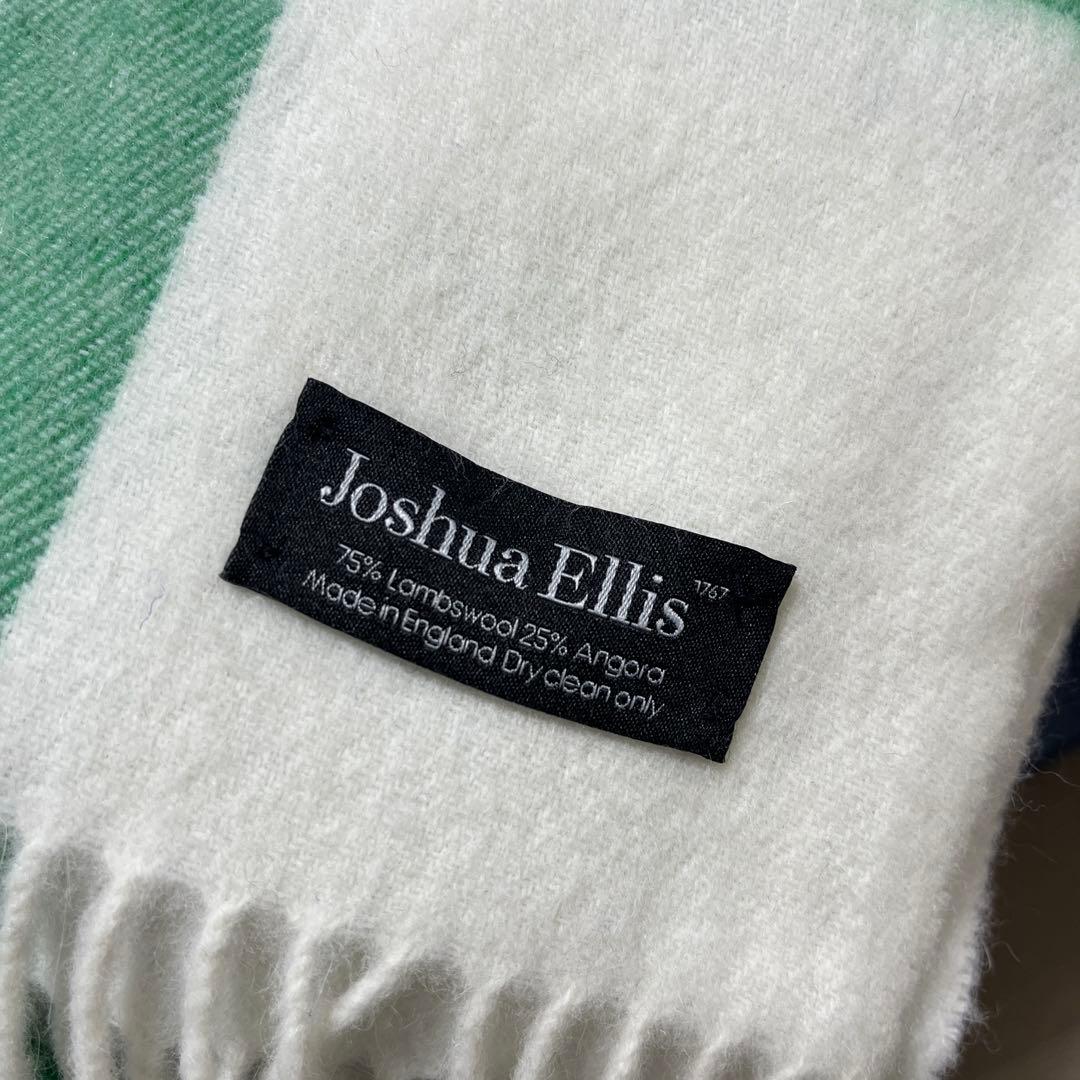 Joshua Ellis 1767
75% Lambswool 25% Angora
Made in England Dry clean only